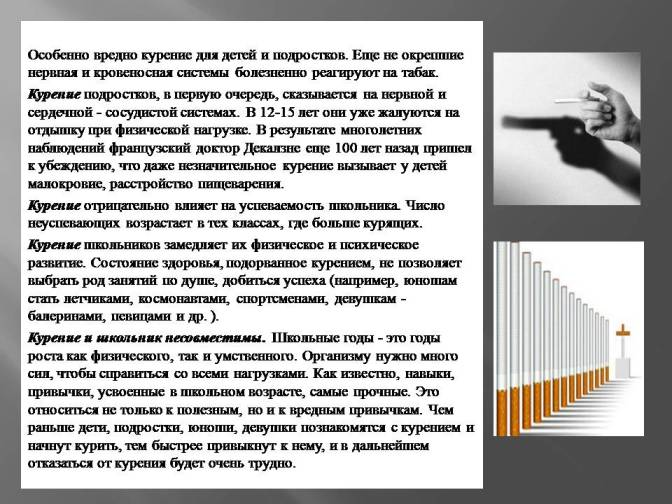 Особенно вредно курение для детей и подростков. Еще не окрепшие
нервная и кровеносная системы болезненно реагируют на табак.
Курение подростков, в первую очередь, сказывается на нервной и
сердечной - сосудистой системах. В 12-15 лет они уже жалуются на
отдышку при физической нагрузке. В результате многолетних
наблюдений французский доктор Декалзне еще 100 лет назад пришел
к убеждению, что даже незначительное курение вызывает у детей
малокровие, расстройство пищеварения.
Курение отрицательно влияет на успеваемость школьника. Число
неуспевающих возрастает в тех классах, где больше курящих.
Курение школьников замедляет их физическое и психическое
развитие. Состояние здоровья, подорванное курением, не позволяет
выбрать род занятий по душе, добиться успеха (например, юношам
стать летчиками, космонавтами, спортсменами, девушкам -
балеринами, певицами и др. ).
Курение и школьник несовместимы. Школьные годы - это годы
роста как физического, так и умственного. Организму нужно много
сил, чтобы справиться со всеми нагрузками. Как известно, навыки,
привычки, усвоенные в школьном возрасте, самые прочные. Это
относиться не только к полезным, но и к вредным привычкам. Чем
раньше дети, подростки, юноши, девушки познакомятся с курением и
начнут курить, тем быстрее привыкнут к нему, и в дальнейшем
отказаться от курения будет очень трудно.